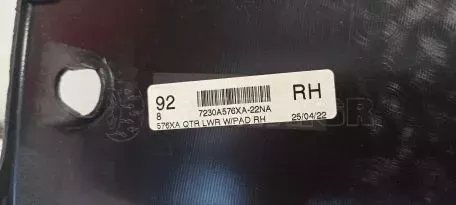 92
8
7230A576XA-22NA
576XA QTR LWR W/PAD RH
RH
25/04/22